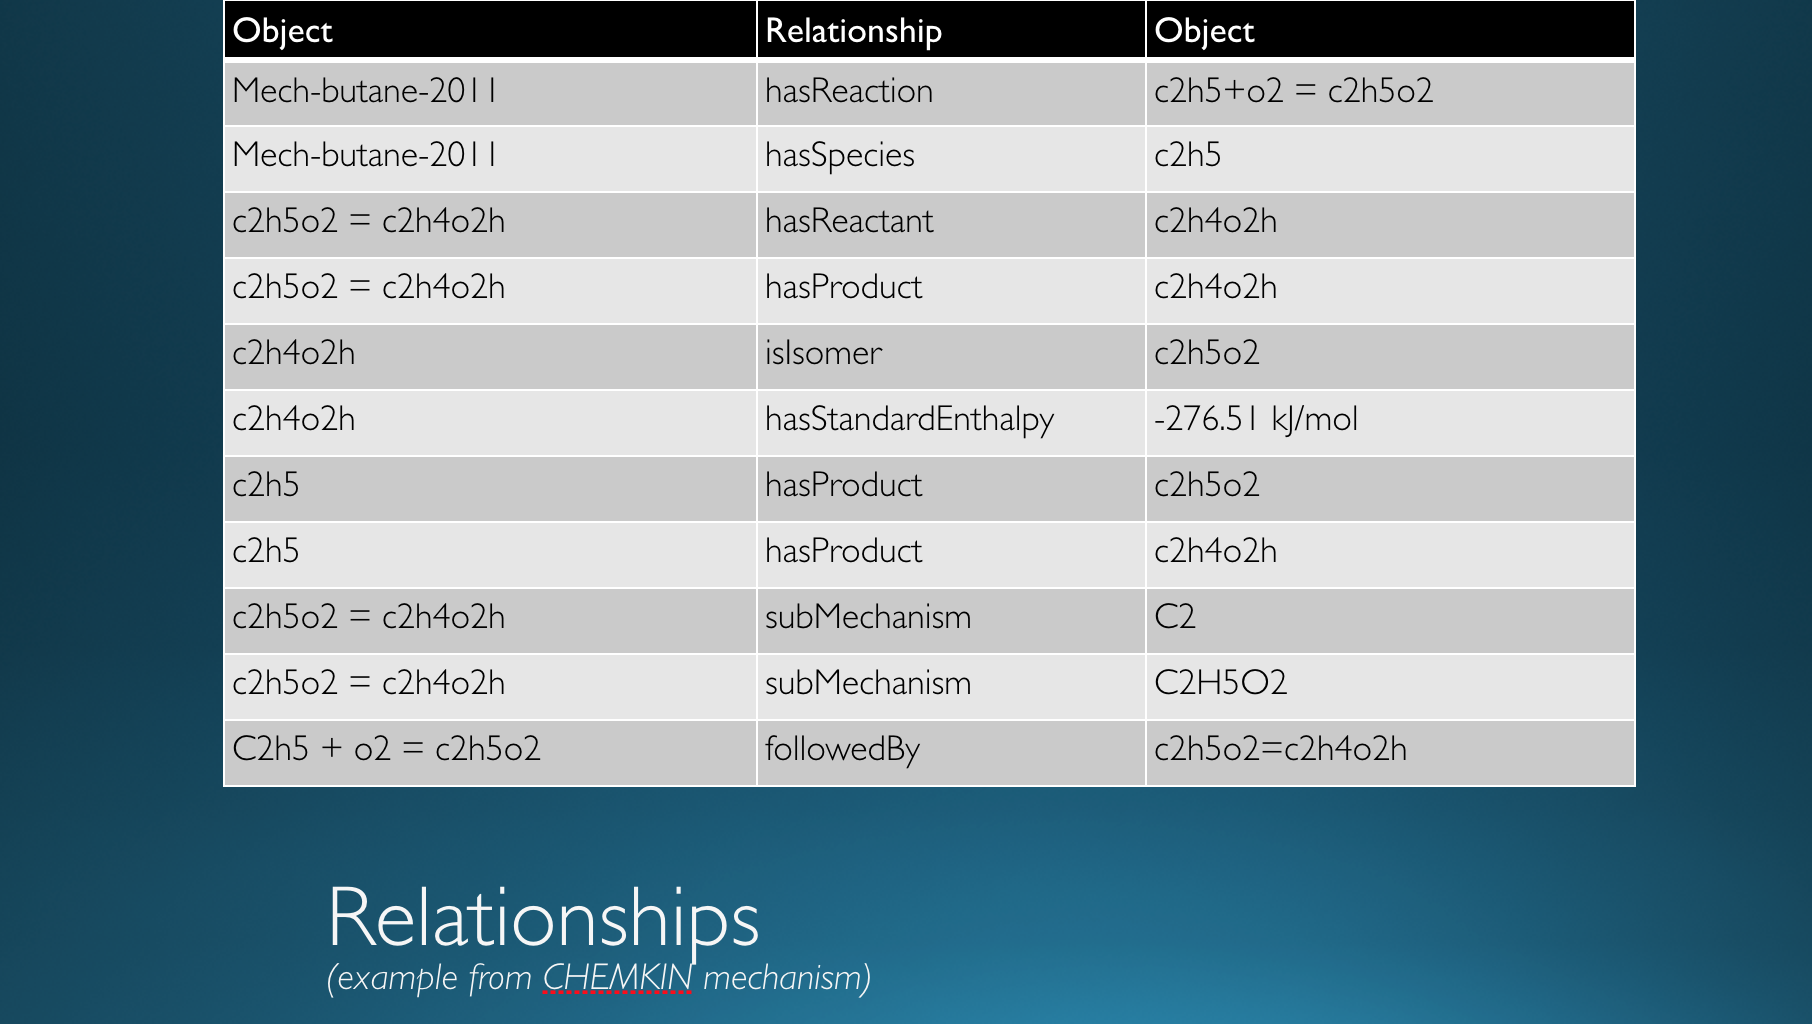 Object Relationship Object
Mech-butane-2011 hasReaction c2h5+o2 = c2h5o2
Mech-butane-2011 hasSpecies c2h5
c2h5o2 = c2h4o2h hasReactant c2h4o2h
c2h5o2 = c2h4o2h hasProduct c2h4o2h
c2h4o2h isIsomer c2h5o2
c2h4o2h hasStandardEnthalpy -276.51 kJ/mol
c2h5 hasProduct c2h5o2
c2h5 hasProduct c2h4o2h
c2h5o2 = c2h4o2h subMechanism C2
c2h5o2 = c2h4o2h subMechanism C2H5O2
C2h5 + o2 = c2h5o2 followedBy c2h5o2=c2h4o2h
Relationships
(example from CHEMKIN mechanism)